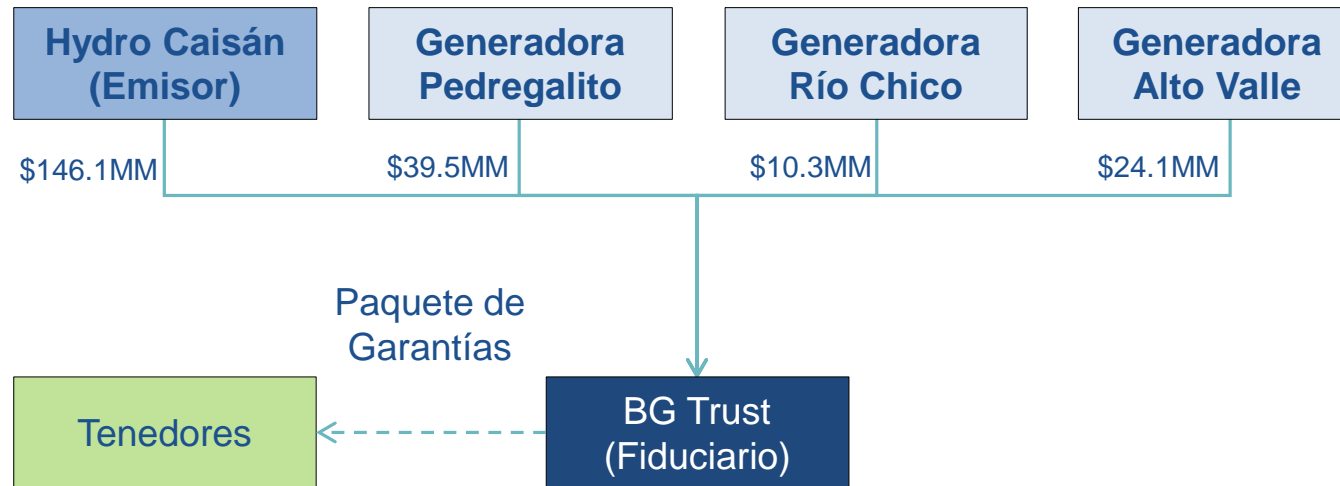 Hydro Caisán
(Emisor)
Generadora
Pedregalito
Generadora
Río Chico
Generadora
Alto Valle
$146.1MM
$39.5MM
$10.3MM
$24.1MM
Paquete de
Garantías
Tenedores
BG Trust
(Fiduciario)